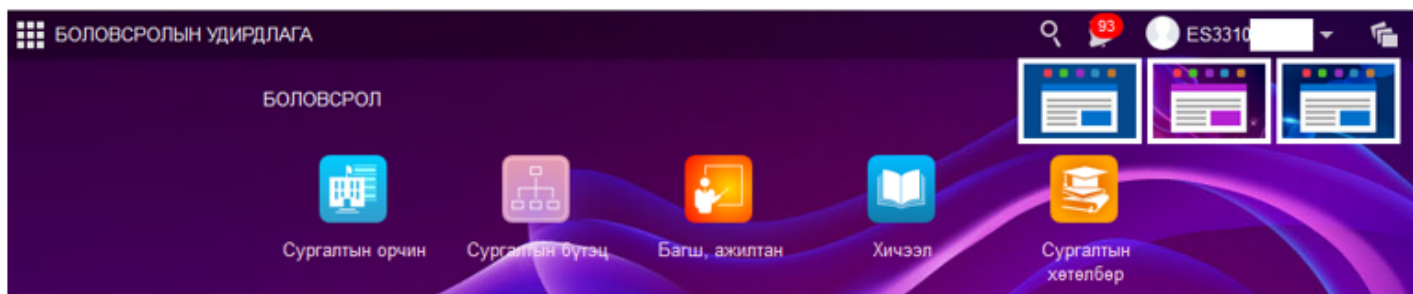 БОЛОВСРОЛЫН УДИРДЛАГА
93
ES3310
БОЛОВСРОЛ
Сургалтын орчин
Сургалтын бүтэц
Багш, ажилтан
Хичээл
Сургалтын
хөтөлбөр